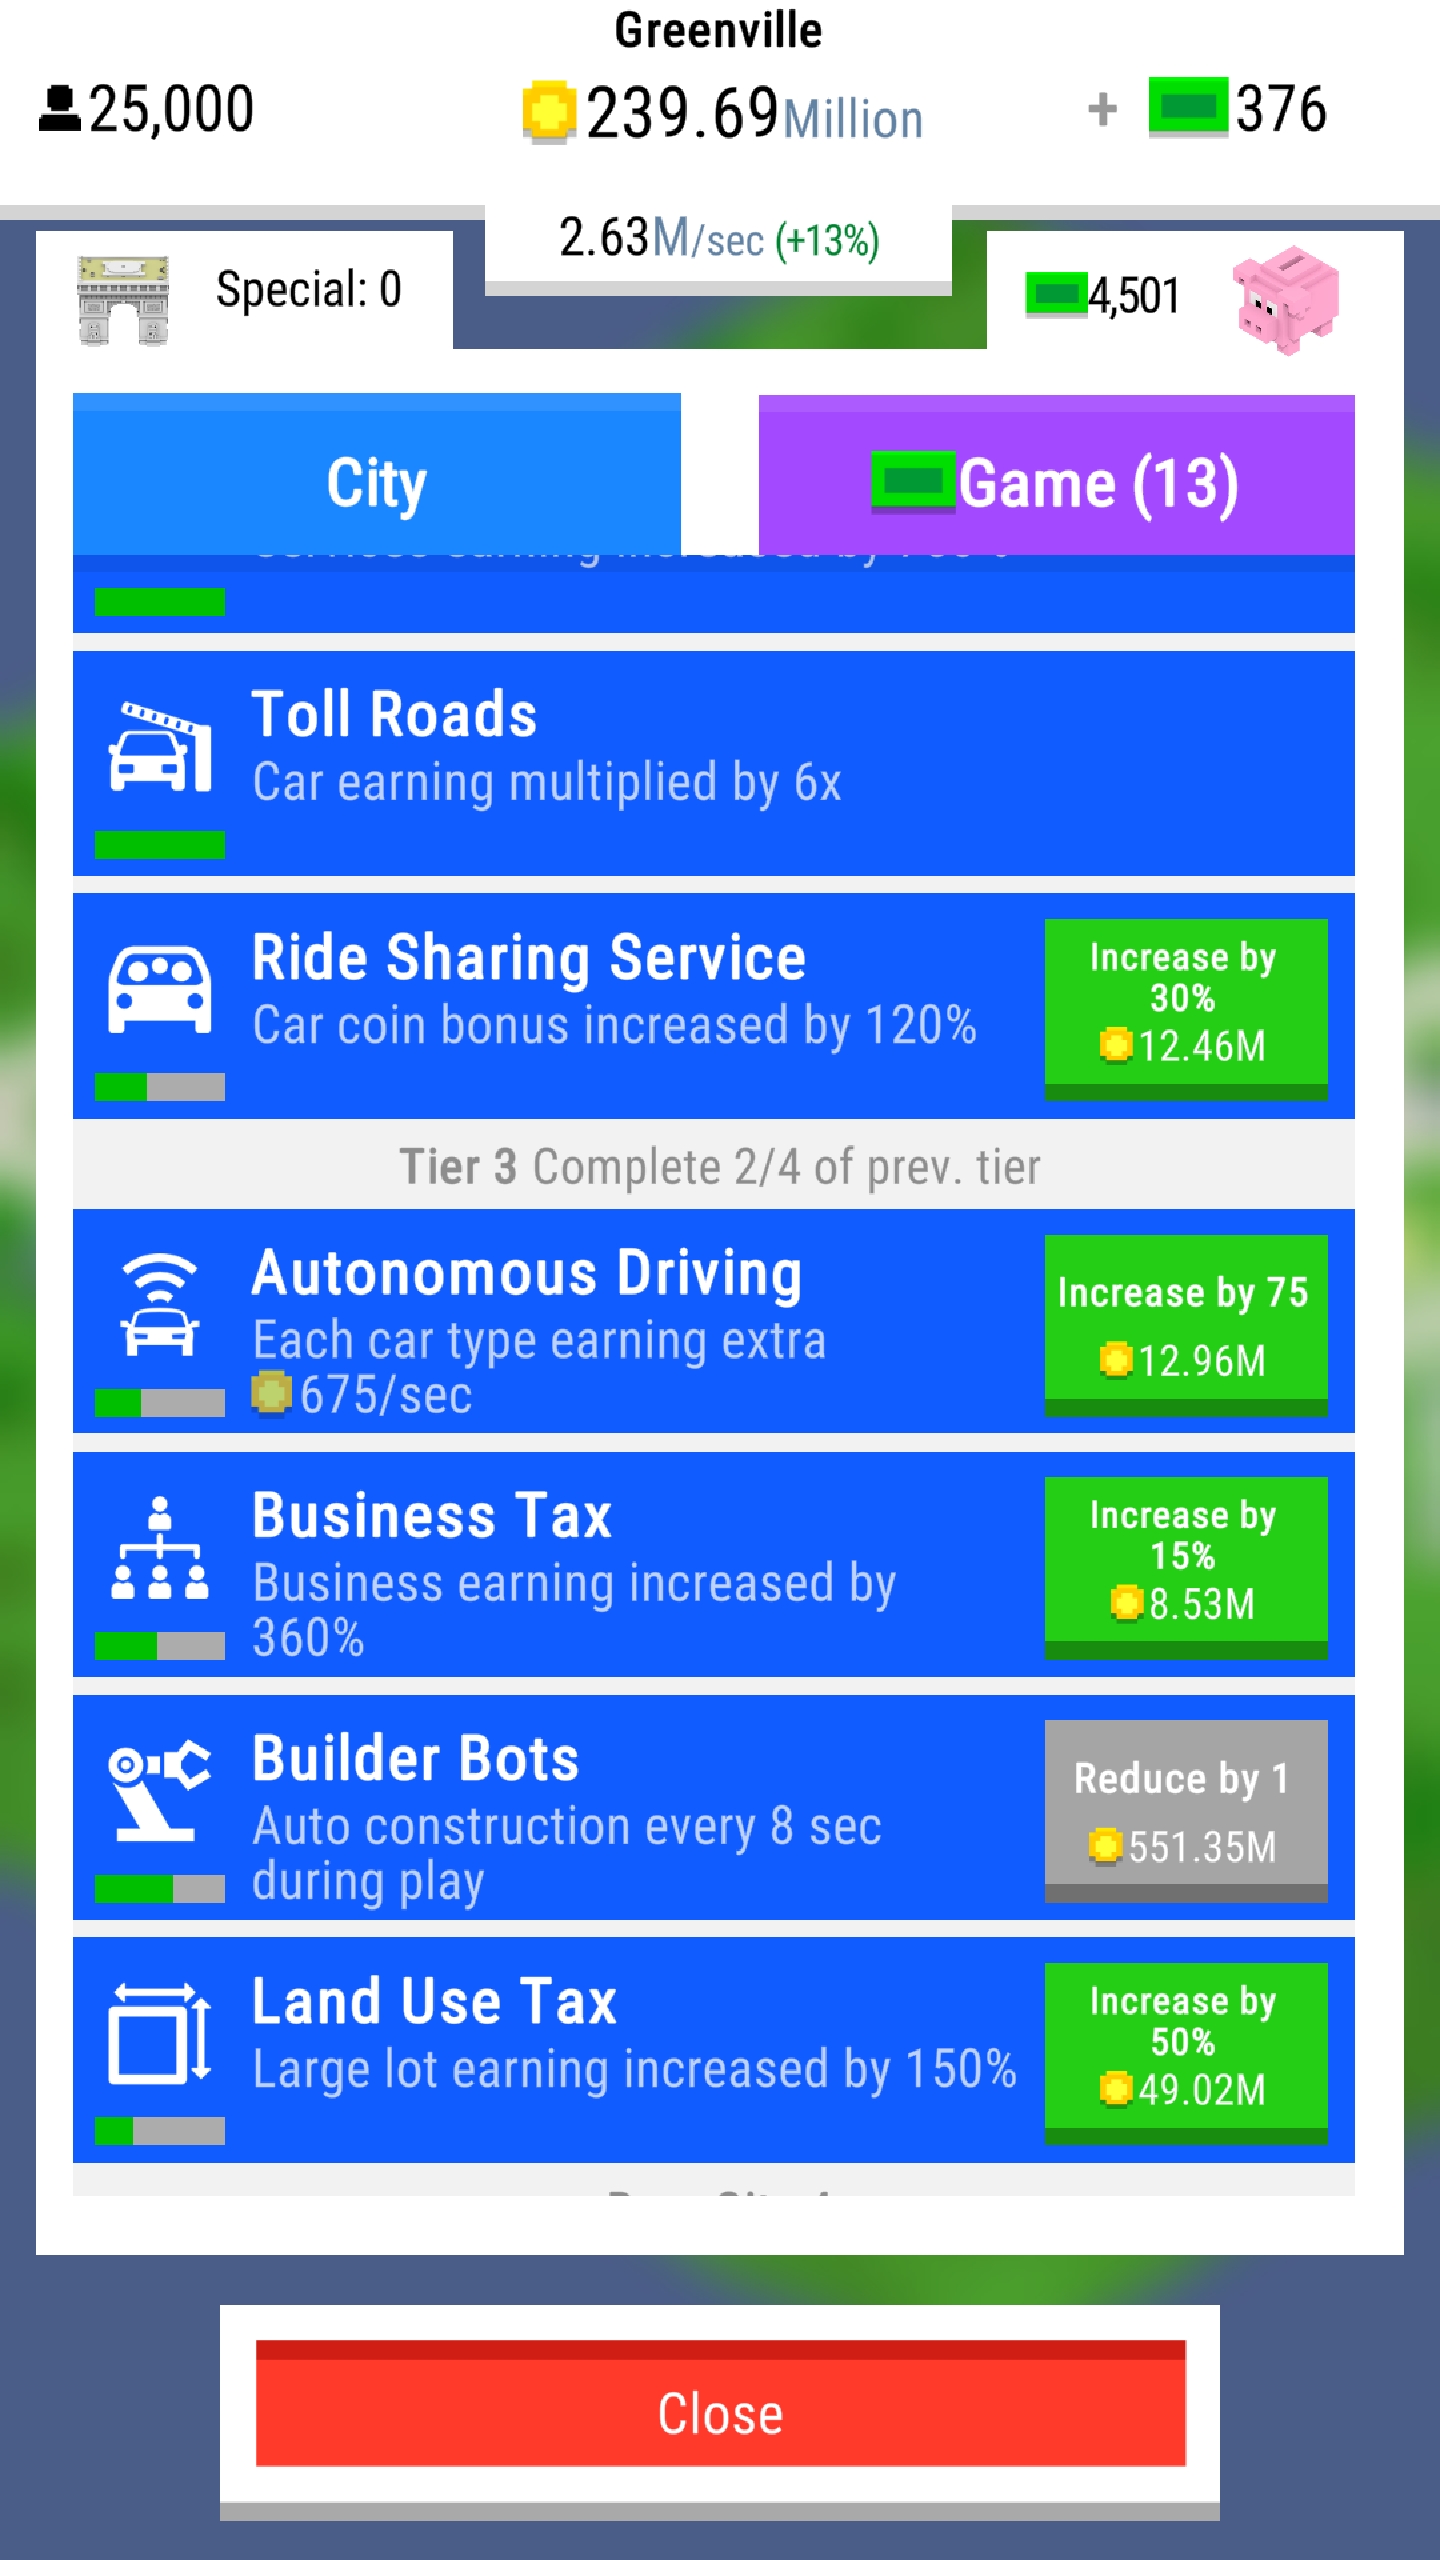 Greenville
25,000
239.69Million
+ 376
2.63M/sec (+13%)
Special: 0
4,501
City
Game (13)
Toll Roads
Car earning multiplied by 6x
Ride Sharing Service
Car coin bonus increased by 120%
Increase by
30%
12.46M
Tier 3 Complete 2/4 of prev. tier
Autonomous Driving
Each car type earning extra
675/sec
Increase by 75
12.96M
Business Tax
Business earning increased by
360%
Increase by
15%
8.53M
Builder Bots
Auto construction every 8 sec
during play
Reduce by 1
551.35M
Land Use Tax
Large lot earning increased by 150%
Increase by
50%
49.02M
Close